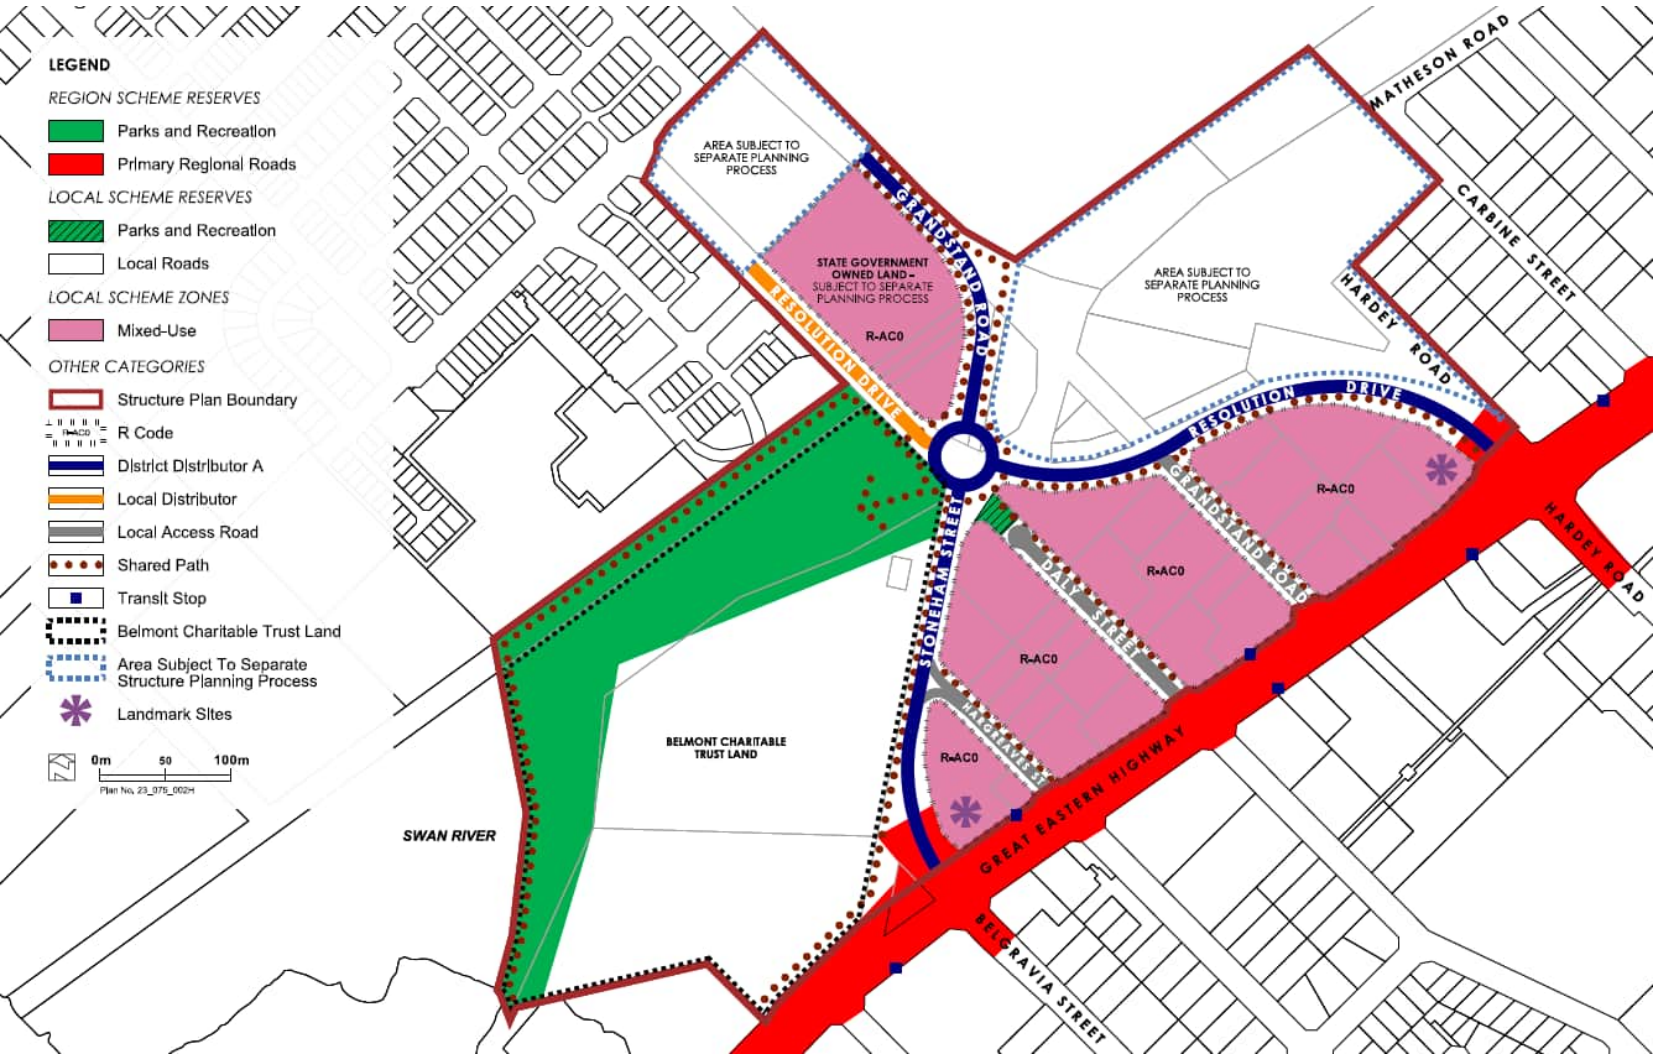 LEGEND
REGION SCHEME RESERVES
Parks and Recreation
Primary Regional Roads
LOCAL SCHEME RESERVES
Parks and Recreation
Local Roads
LOCAL SCHEME ZONES
Mixed-Use
OTHER CATEGORIES
Structure Plan Boundary
R-AC0
R Code
District Distributor A
Local Distributor
Local Access Road
Shared Path
Transit Stop
Belmont Charitable Trust Land
Area Subject To Separate
Structure Planning Process
Landmark Sites
0m 50 100m
Plan No. 23_075_002H
AREA SUBJECT TO
SEPARATE PLANNING
PROCESS
GRANDSTAND ROAD
STATE GOVERNMENT
OWNED LAND –
SUBJECT TO SEPARATE
PLANNING PROCESS
R-AC0
RESOLUTION DRIVE
AREA SUBJECT TO
SEPARATE PLANNING
PROCESS
MATHESON ROAD
CARBINE STREET
HARDEY ROAD
RESOLUTION DRIVE
R-AC0
GRANDSTAND ROAD
R-AC0
DALY STREET
R-AC0
STONEHAM STREET
HARGREAVES ST
R-AC0
HARDEY ROAD
GREAT EASTERN HIGHWAY
BELGRAVIA STREET
BELMONT CHARITABLE
TRUST LAND
SWAN RIVER